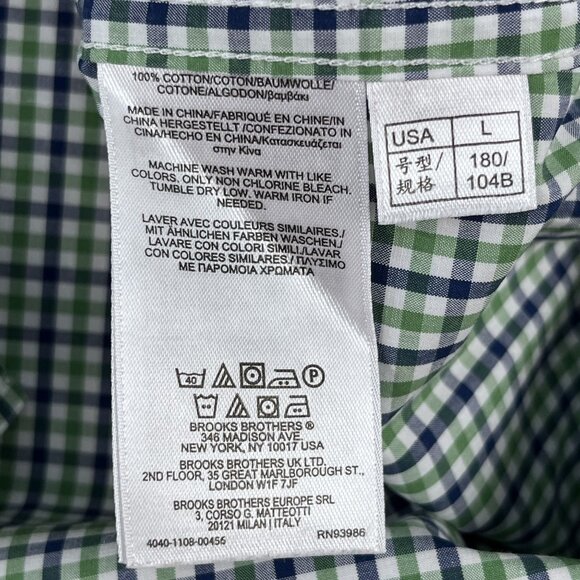 100% COTTON/COTON/BAUMWOLLE/
COTONE/ALGODON/βαμβάκι
MADE IN CHINA/FABRIQUÉ EN CHINE/IN
CHINA HERGESTELLT /CONFEZIONATO IN
CINA/HECHO EN CHINA/Κατασκευάζεται
στην Κίνα
MACHINE WASH WARM WITH LIKE
COLORS. ONLY NON CHLORINE BLEACH.
TUMBLE DRY LOW. WARM IRON IF
NEEDED.
LAVER AVEC COULEURS SIMILAIRES./
MIT ÄHNLICHEN FARBEN WASCHEN./
LAVARE CON COLORI SIMILI./LAVAR
CON COLORES SIMILARES./ΠΛΥΣΙΜΟ
ΜΕ ΠΑΡΟΜΟΙΑ ΧΡΩΜΑΤΑ
40 P
BROOKS BROTHERS ®
346 MADISON AVE.
NEW YORK, NY 10017 USA
BROOKS BROTHERS UK LTD.
2ND FLOOR, 35 GREAT MARLBOROUGH ST.,
LONDON W1F 7JF
BROOKS BROTHERS EUROPE SRL
3, CORSO G. MATTEOTTI
20121 MILAN | ITALY
4040-1108-00456 RN93986
USA L
号型/ 180/
规格 104B